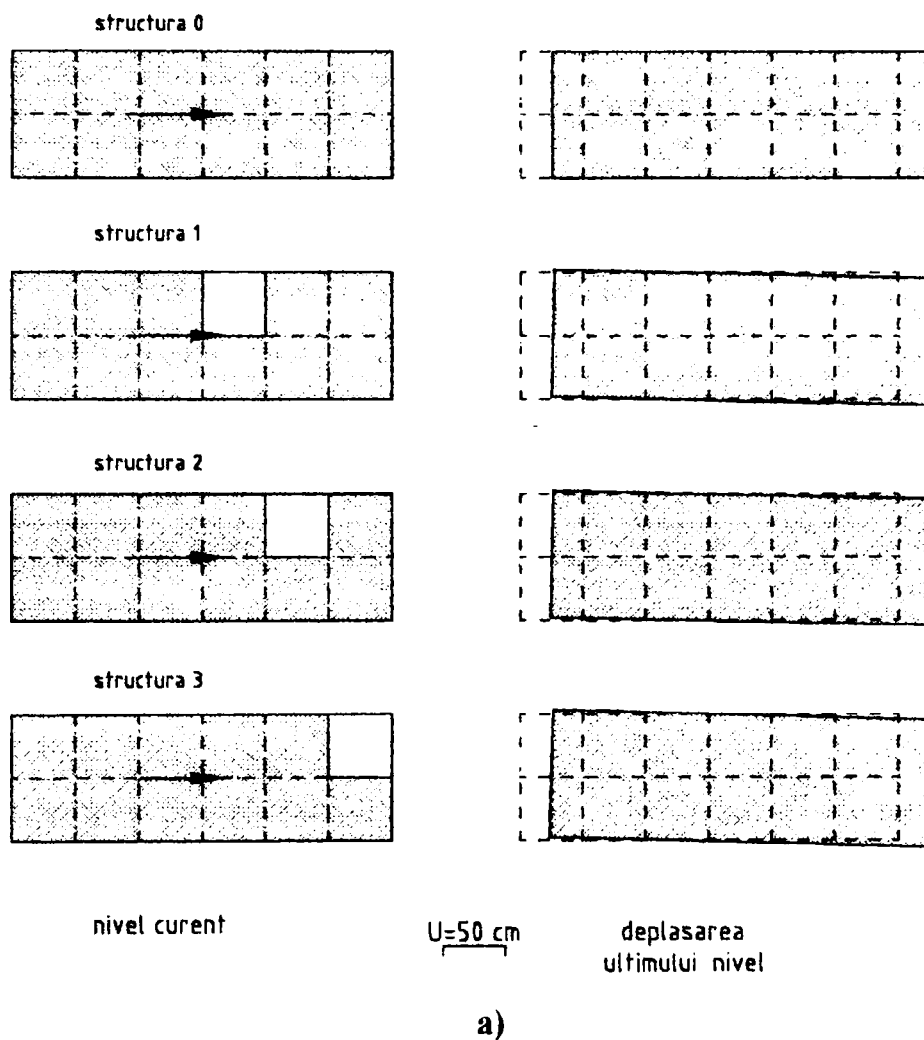 structura 0
structura 1
structura 2
structura 3
nivel curent
U=50 cm
deplasarea
ultimului nivel
a)